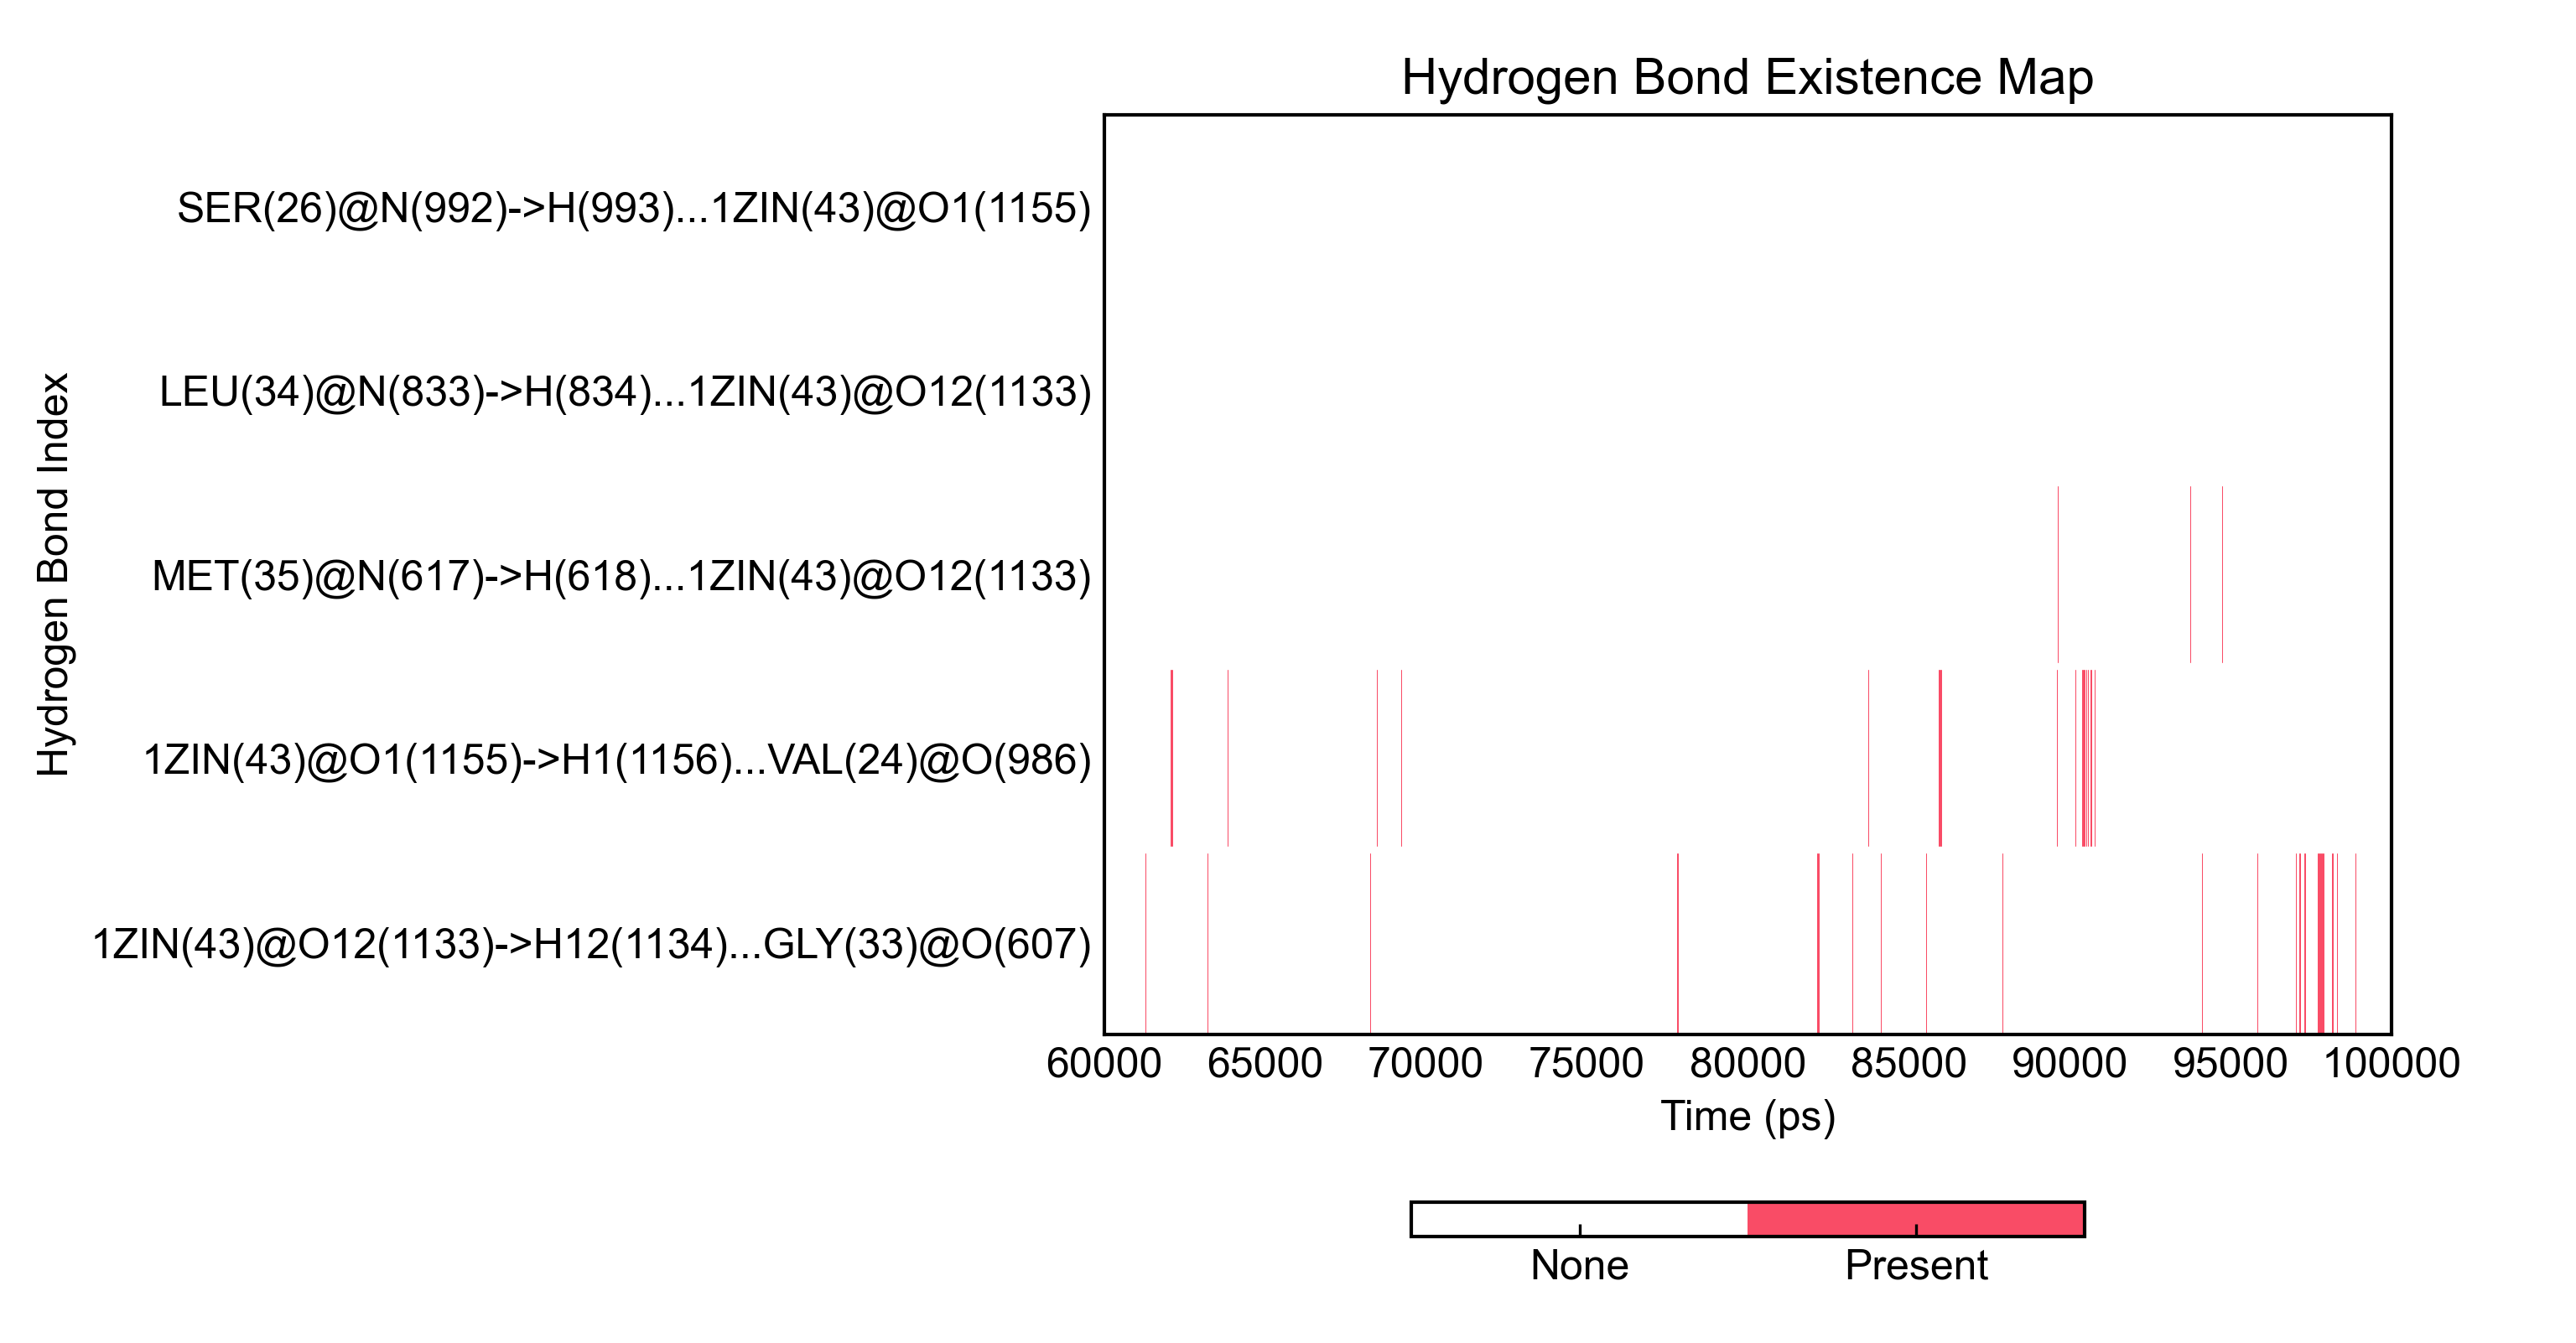 Hydrogen Bond Existence Map
Hydrogen Bond Index
SER(26)@N(992)->H(993)...1ZIN(43)@O1(1155)
LEU(34)@N(833)->H(834)...1ZIN(43)@O12(1133)
MET(35)@N(617)->H(618)...1ZIN(43)@O12(1133)
1ZIN(43)@O1(1155)->H1(1156)...VAL(24)@O(986)
1ZIN(43)@O12(1133)->H12(1134)...GLY(33)@O(607)
60000 65000 70000 75000 80000 85000 90000 95000 100000
Time (ps)
None Present